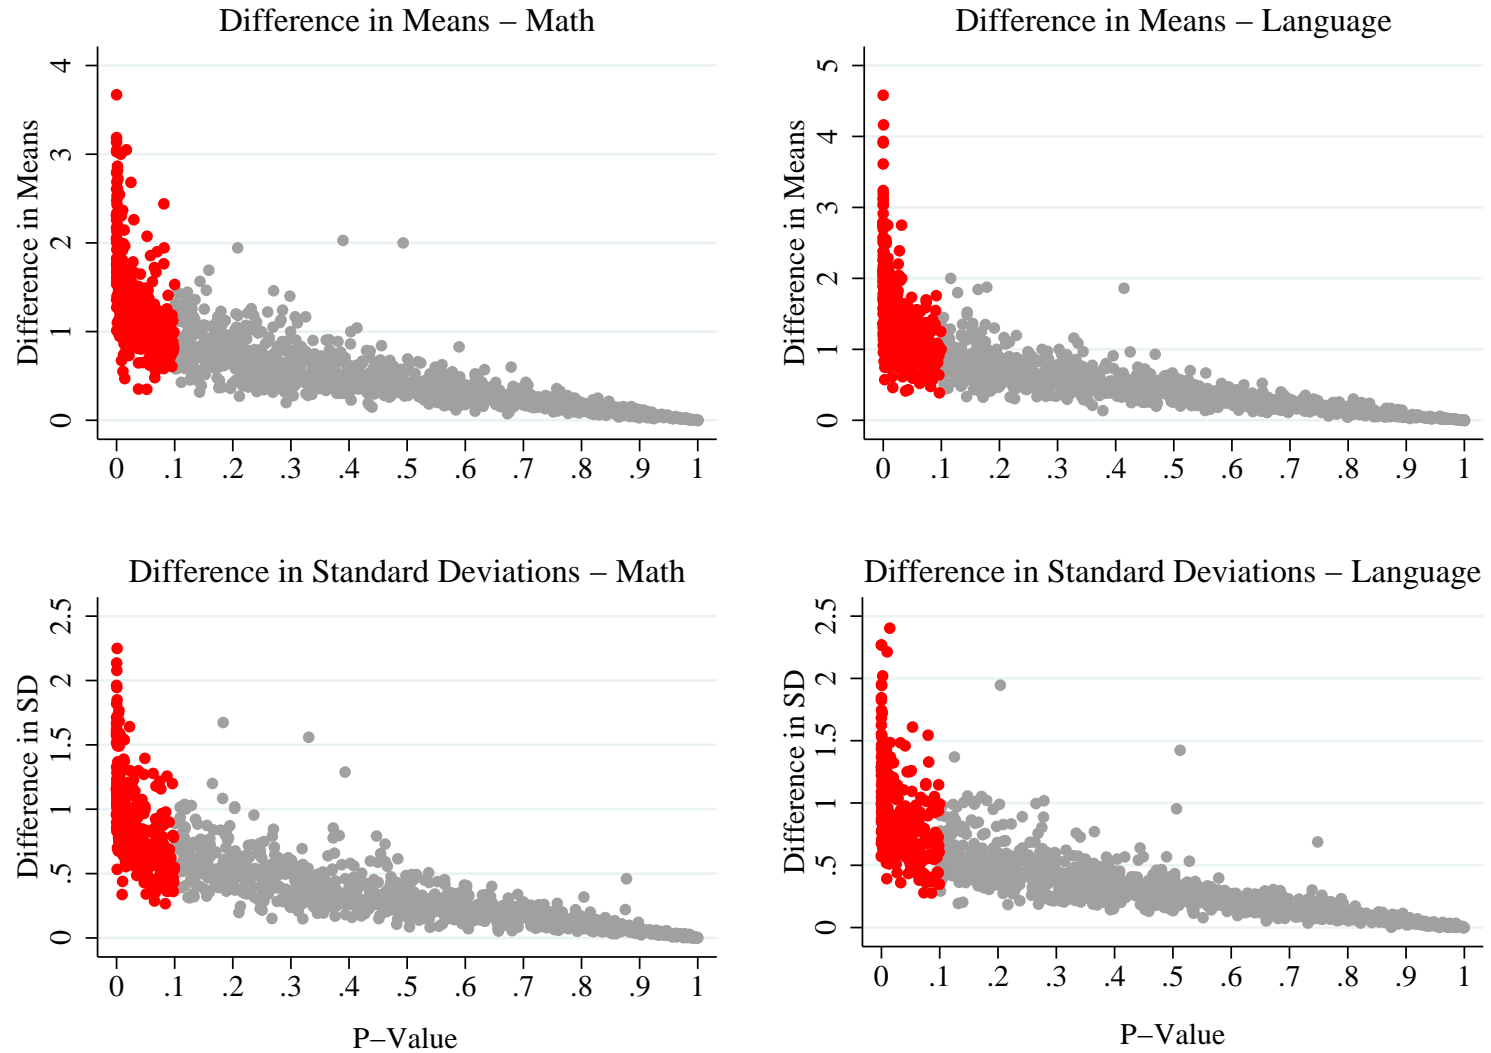 Difference in Means – Math
Difference in Means
4
3
2
1
0
0 .1 .2 .3 .4 .5 .6 .7 .8 .9 1
Difference in Means – Language
Difference in Means
5
4
3
2
1
0
0 .1 .2 .3 .4 .5 .6 .7 .8 .9 1
Difference in Standard Deviations – Math
Difference in SD
2.5
2
1.5
1
.5
0
0 .1 .2 .3 .4 .5 .6 .7 .8 .9 1
P–Value
Difference in Standard Deviations – Language
Difference in SD
2.5
2
1.5
1
.5
0
0 .1 .2 .3 .4 .5 .6 .7 .8 .9 1
P–Value